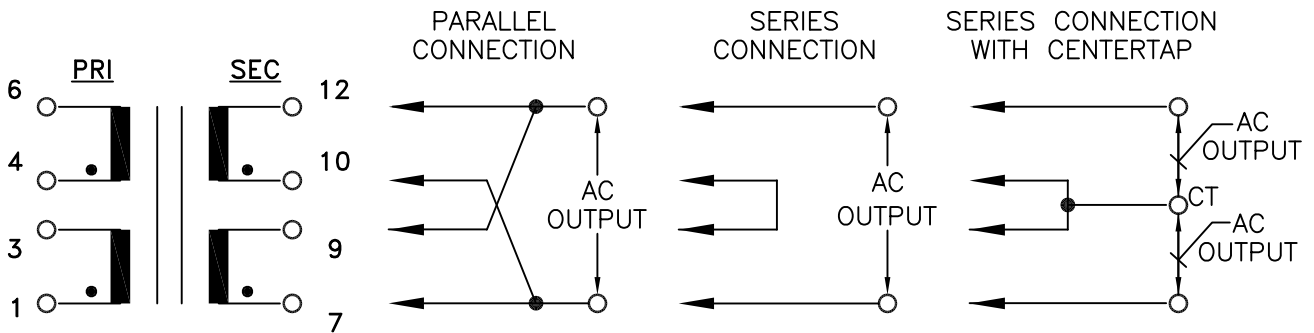 PRI
SEC
6
4
3
1
12
10
9
7
PARALLEL
CONNECTION
AC
OUTPUT
SERIES
CONNECTION
AC
OUTPUT
SERIES CONNECTION
WITH CENTERTAP
AC
OUTPUT
CT
AC
OUTPUT